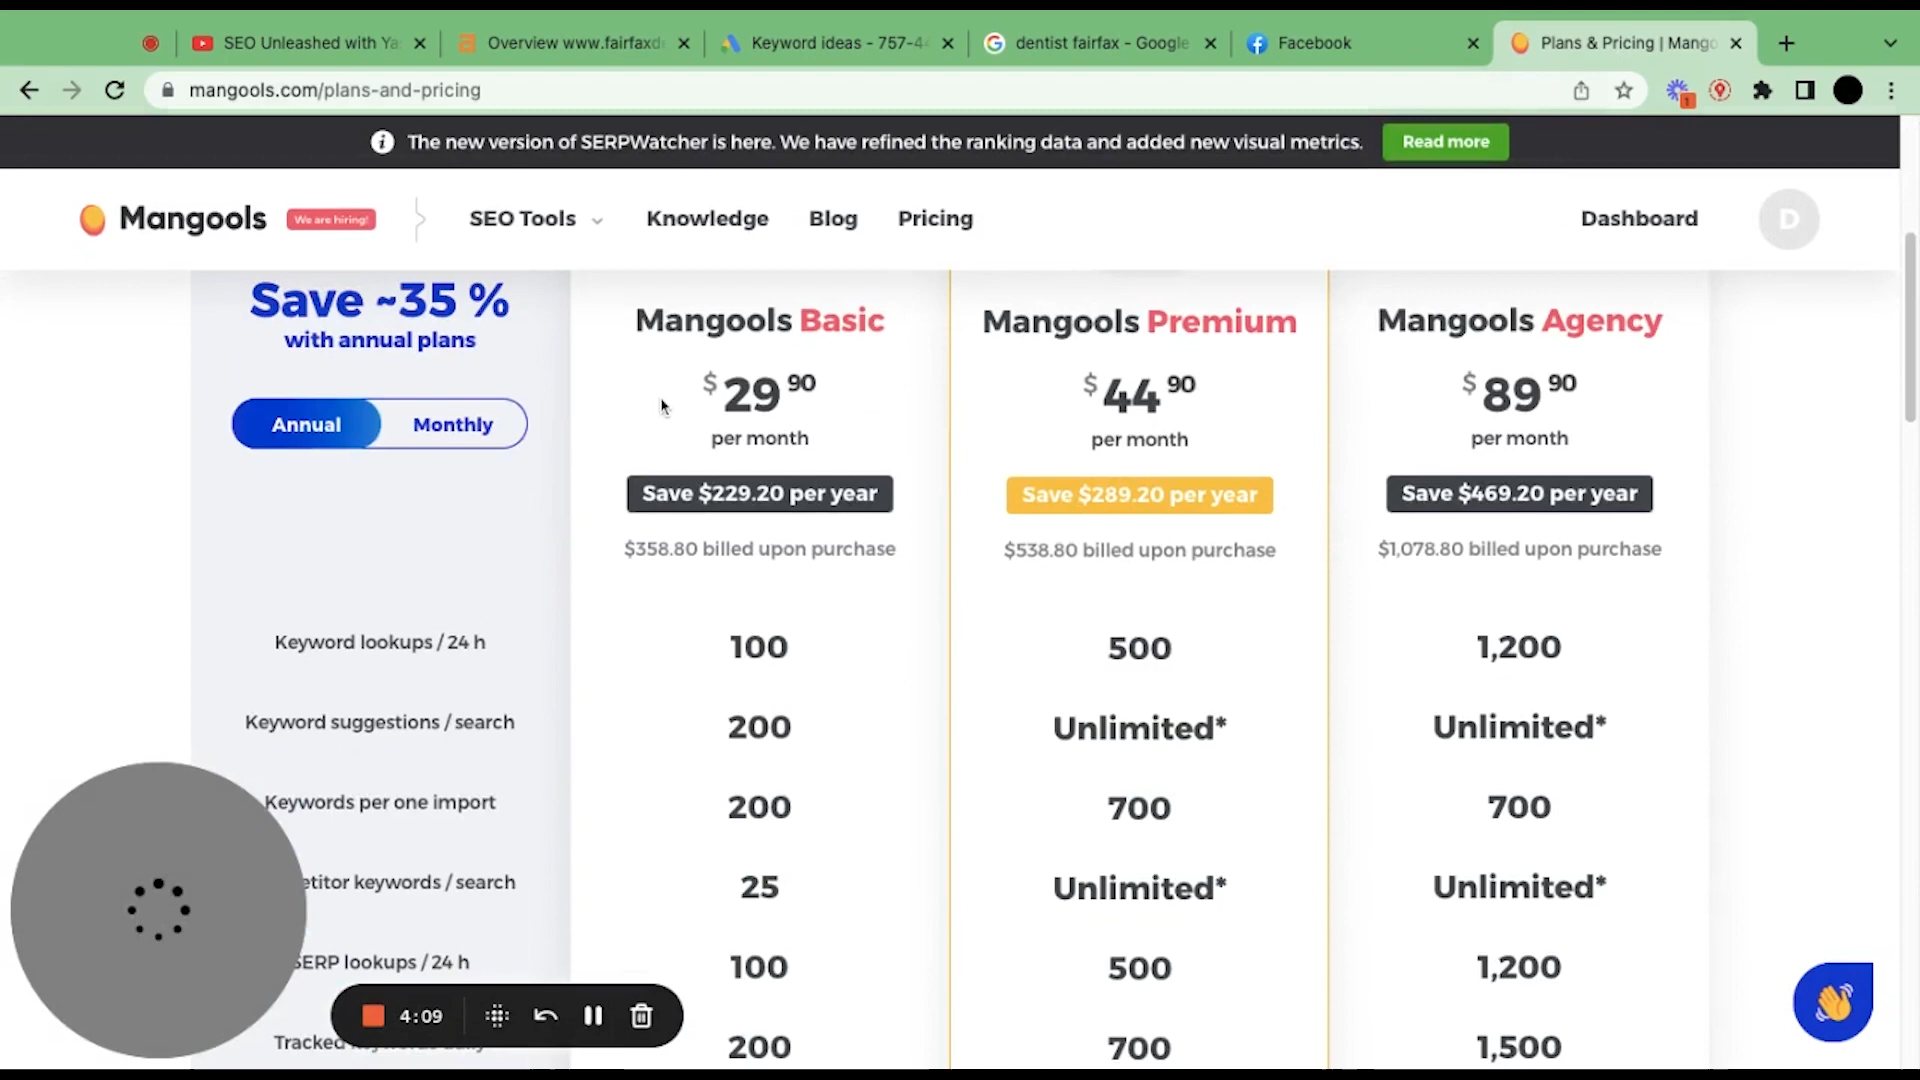 SEO Unleashed with Ya
Overview www.fairfaxd
Keyword ideas - 757-4
dentist fairfax - Google
Facebook
Plans & Pricing | Mango
mangools.com/plans-and-pricing
1
The new version of SERPWatcher is here. We have refined the ranking data and added new visual metrics.
Read more
Mangools
We are hiring!
SEO Tools
Knowledge
Blog
Pricing
Dashboard
D
Save ~35 %
with annual plans
Annual
Monthly
Mangools Basic
$ 29 90
per month
Save $229.20 per year
$358.80 billed upon purchase
Mangools Premium
$ 44 90
per month
Save $289.20 per year
$538.80 billed upon purchase
Mangools Agency
$ 89 90
per month
Save $469.20 per year
$1,078.80 billed upon purchase
Keyword lookups / 24 h 100 500 1,200
Keyword suggestions / search 200 Unlimited* Unlimited*
Keywords per one import 200 700 700
etitor keywords / search 25 Unlimited* Unlimited*
SERP lookups / 24 h 100 500 1,200
Tracked 200 700 1,500
4:09